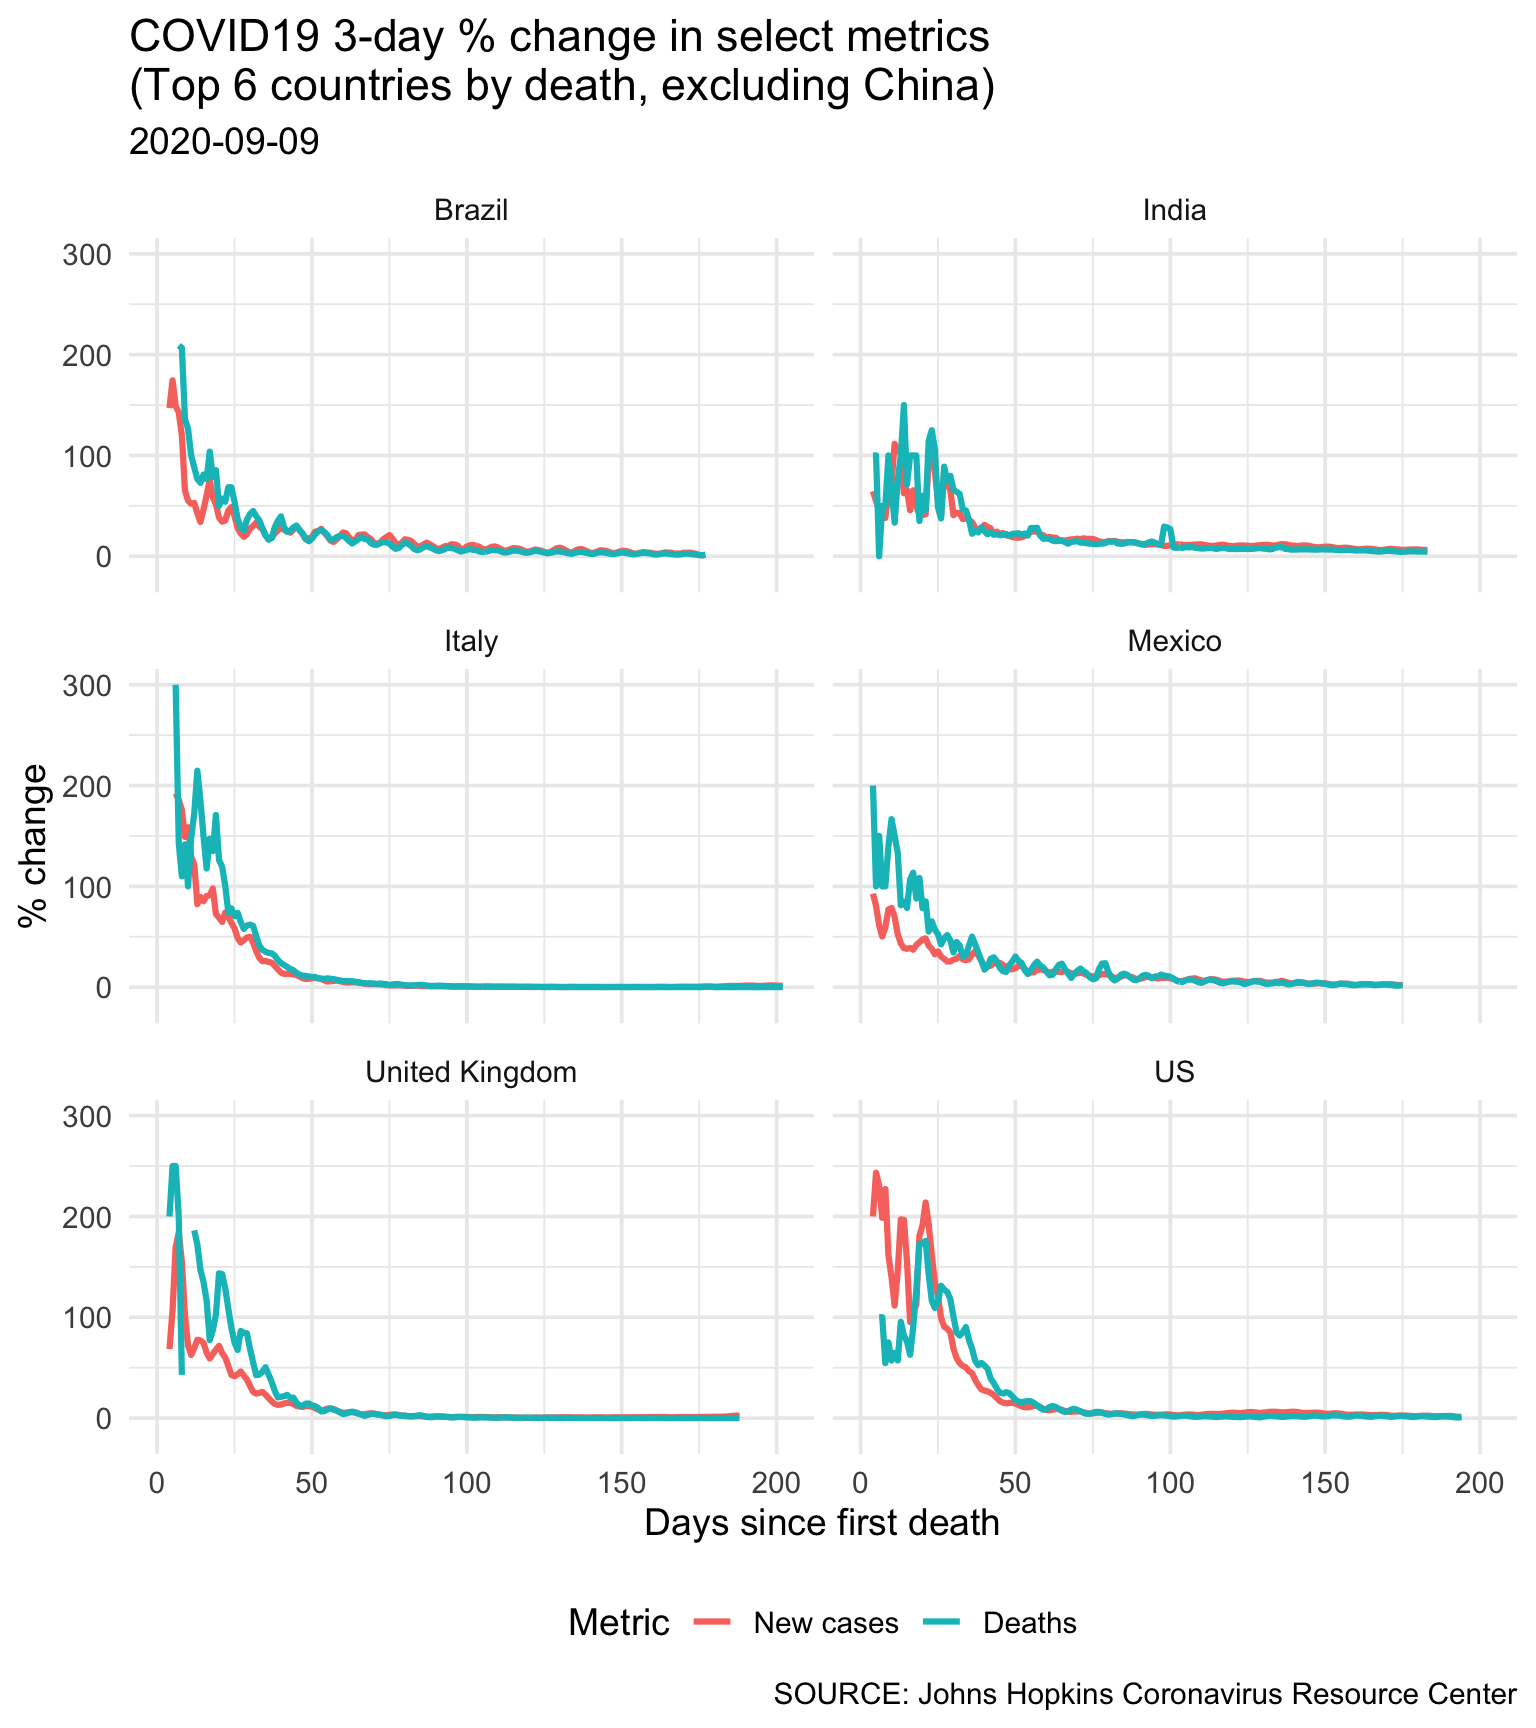 COVID19 3-day % change in select metrics
(Top 6 countries by death, excluding China)
2020-09-09
Brazil
India
300
200
100
0
Italy
Mexico
300
200
100
0
% change
United Kingdom
US
300
200
100
0
0 50 100 150 200
0 50 100 150 200
Days since first death
Metric
New cases
Deaths
SOURCE: Johns Hopkins Coronavirus Resource Center